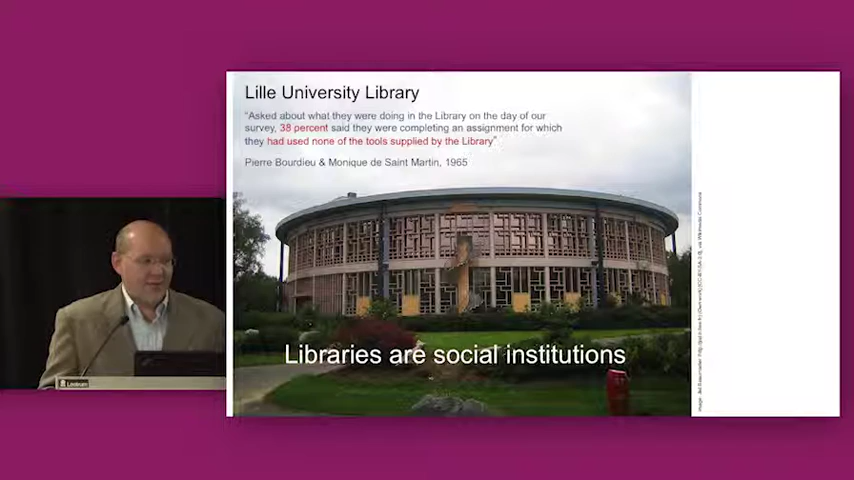 Lille University Library
“Asked about what they were doing in the Library on the day of our
survey, 38 percent said they were completing an assignment for which
they had used none of the tools supplied by the Library”
Pierre Bourdieu & Monique de Saint Martin, 1965
Libraries are social institutions